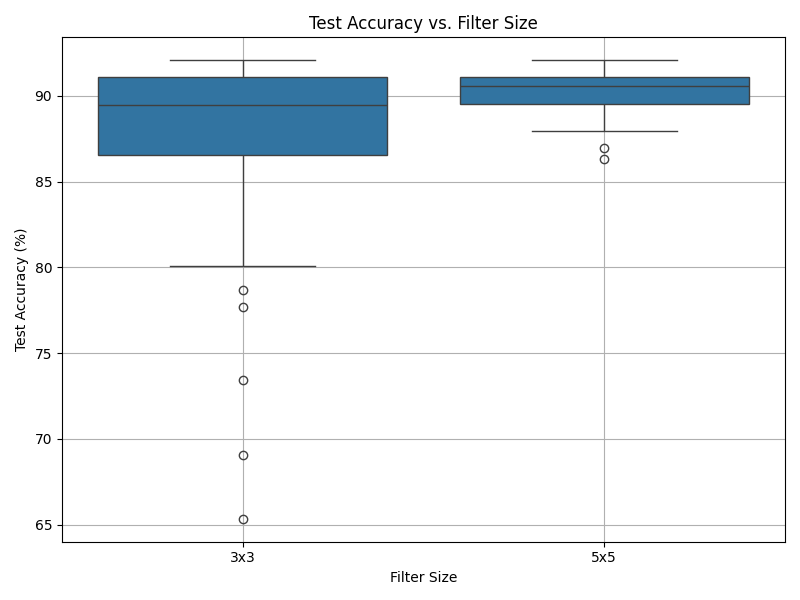 Test Accuracy vs. Filter Size
Test Accuracy (%)
90
85
80
75
70
65
3x3
5x5
Filter Size